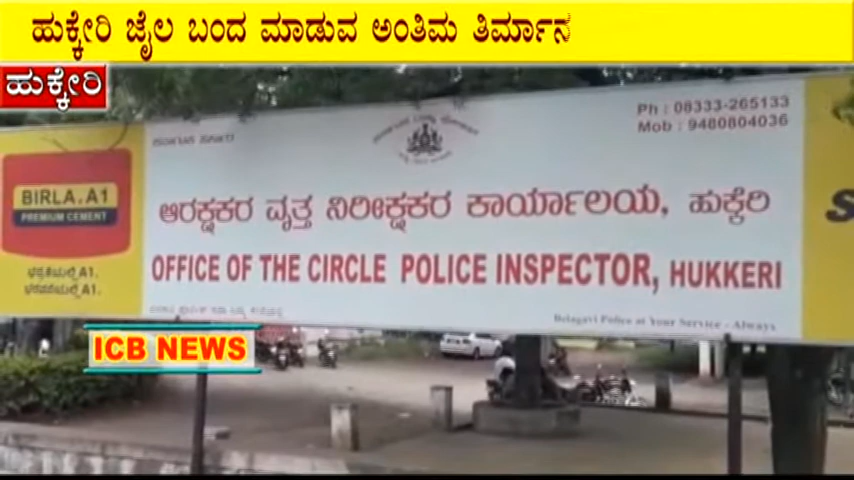 ಹುಕ್ಕೇರಿ ಜೈಲ ಬಂದ ಮಾಡುವ ಅಂತಿಮ ತಿರ್ಮಾನ
ಹುಕ್ಕೇರಿ
Ph : 08333-265133
Mob : 9480804036
BIRLA.A1
PREMIUM CEMENT
ಆರಕ್ಷಕರ ವೃತ್ತ ನಿರೀಕ್ಷಕರ ಕಾರ್ಯಾಲಯ, ಹುಕ್ಕೆರಿ
OFFICE OF THE CIRCLE POLICE INSPECTOR, HUKKERI
Belagavi Police at Your Service - Always
ICB NEWS